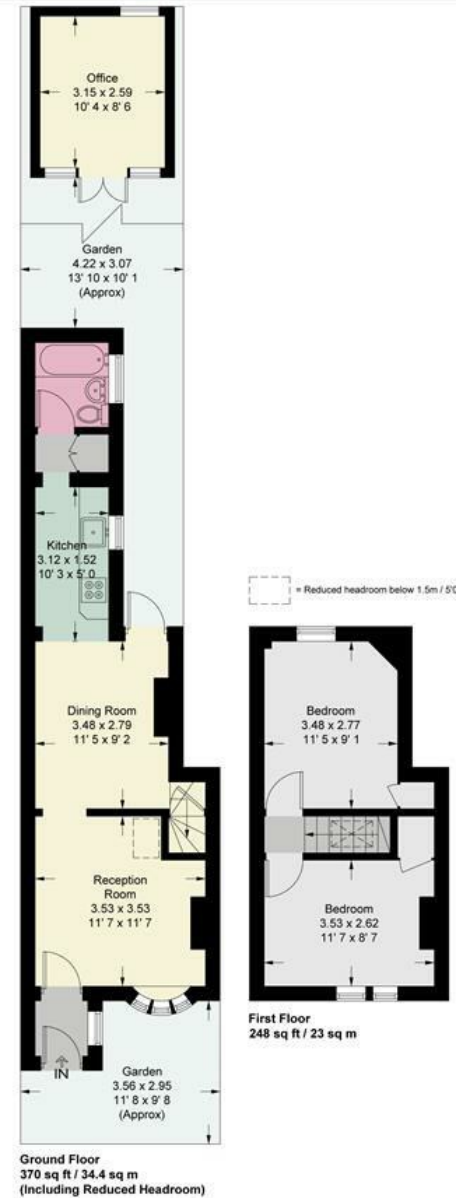 Office
3.15 x 2.59
10' 4 x 8' 6
Garden
4.22 x 3.07
13' 10 x 10' 1
(Approx)
Kitchen
3.12 x 1.52
10' 3 x 5' 0
= Reduced headroom below 1.5m / 5'0
Dining Room
3.48 x 2.79
11' 5 x 9' 2
Bedroom
3.48 x 2.77
11' 5 x 9' 1
Reception
Room
3.53 x 3.53
11' 7 x 11' 7
Bedroom
3.53 x 2.62
11' 7 x 8' 7
First Floor
248 sq ft / 23 sq m
IN
Garden
3.56 x 2.95
11' 8 x 9' 8
(Approx)
Ground Floor
370 sq ft / 34.4 sq m
(Including Reduced Headroom)